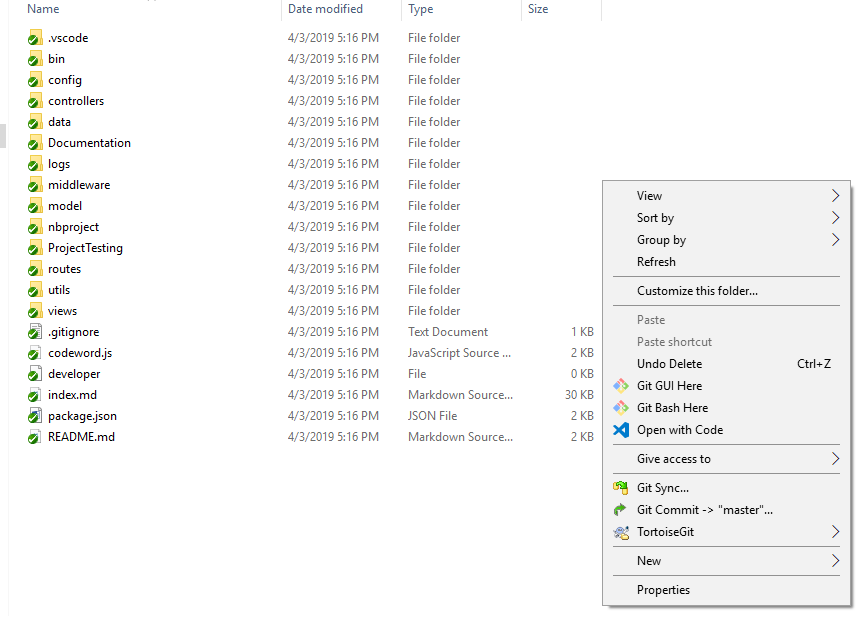 Name Date modified Type Size
.vscode 4/3/2019 5:16 PM File folder
bin 4/3/2019 5:16 PM File folder
config 4/3/2019 5:16 PM File folder
controllers 4/3/2019 5:16 PM File folder
data 4/3/2019 5:16 PM File folder
Documentation 4/3/2019 5:16 PM File folder
logs 4/3/2019 5:16 PM File folder
middleware 4/3/2019 5:16 PM File folder
model 4/3/2019 5:16 PM File folder
nbproject 4/3/2019 5:16 PM File folder
ProjectTesting 4/3/2019 5:16 PM File folder
routes 4/3/2019 5:16 PM File folder
utils 4/3/2019 5:16 PM File folder
views 4/3/2019 5:16 PM File folder
.gitignore 4/3/2019 5:16 PM Text Document 1 KB
codeword.js 4/3/2019 5:16 PM JavaScript Source ... 2 KB
developer 4/3/2019 5:16 PM File 0 KB
index.md 4/3/2019 5:16 PM Markdown Source... 30 KB
package.json 4/3/2019 5:16 PM JSON File 2 KB
README.md 4/3/2019 5:16 PM Markdown Source... 2 KB
View
Sort by
Group by
Refresh
Customize this folder...
Paste
Paste shortcut
Undo Delete Ctrl+Z
Git GUI Here
Git Bash Here
Open with Code
Give access to
Git Sync...
Git Commit -> "master"...
TortoiseGit
New
Properties